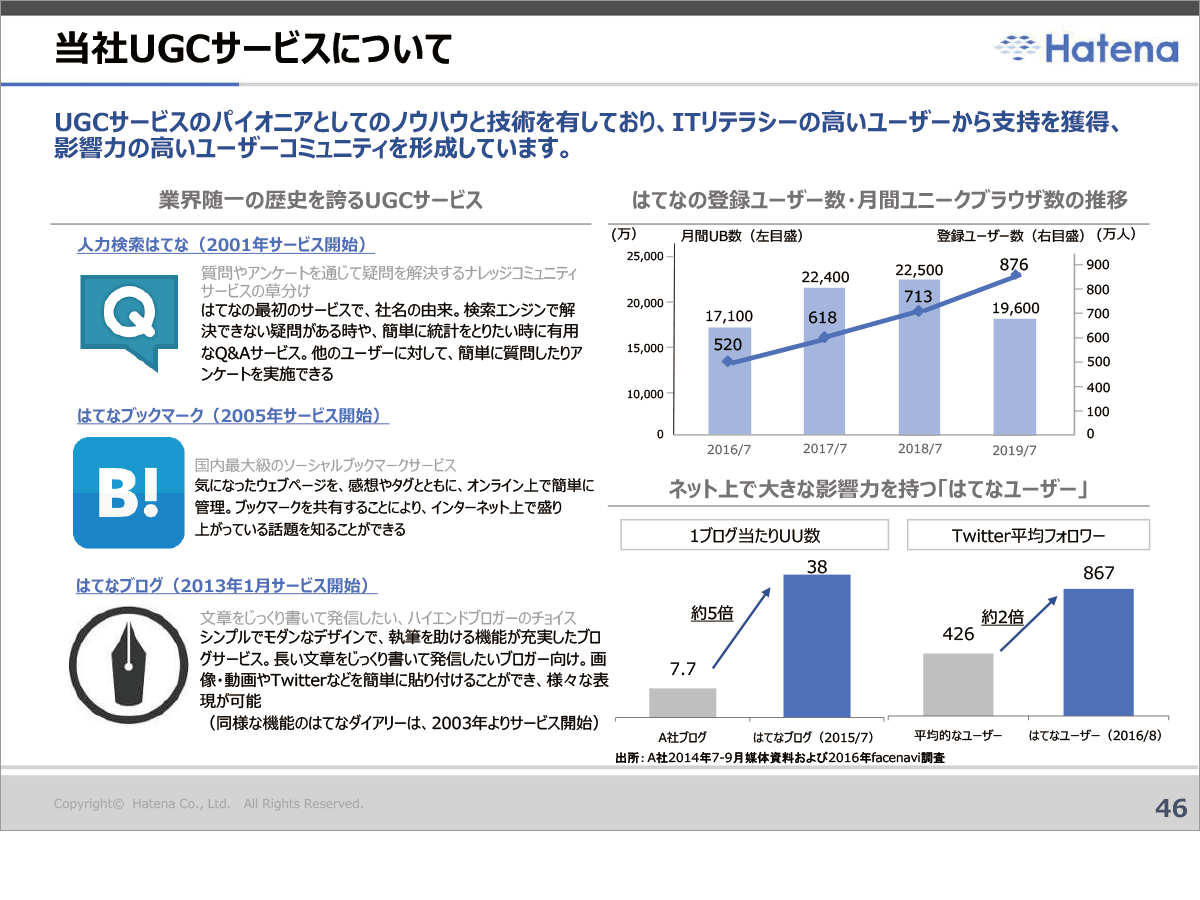 当社UGCサービスについて
Hatena
UGCサービスのパイオニアとしてのノウハウと技術を有しており、ITリテラシーの高いユーザーから支持を獲得、
影響力の高いユーザーコミュニティを形成しています。
業界随一の歴史を誇るUGCサービス
人力検索はてな（2001年サービス開始）
Q
質問やアンケートを通じて疑問を解決するナレッジコミュニティ
サービスの草分け
はてなの最初のサービスで、社名の由来。検索エンジンで解
決できない疑問がある時や、簡単に統計をとりたい時に有用
なQ&Aサービス。他のユーザーに対して、簡単に質問したりア
ンケートを実施できる
はてなブックマーク（2005年サービス開始）
B!
国内最大級のソーシャルブックマークサービス
気になったウェブページを、感想やタグとともに、オンライン上で簡単に
管理。ブックマークを共有することにより、インターネット上で盛り
上がっている話題を知ることができる
はてなブログ（2013年1月サービス開始）
文章をじっくり書いて発信したい、ハイエンドブロガーのチョイス
シンプルでモダンなデザインで、執筆を助ける機能が充実したブロ
グサービス。長い文章をじっくり書いて発信したいブロガー向け。画
像・動画やTwitterなどを簡単に貼り付けることができ、様々な表
現が可能
（同様な機能のはてなダイアリーは、2003年よりサービス開始）
はてなの登録ユーザー数・月間ユニークブラウザ数の推移
（万） 月間UB数（左目盛） 登録ユーザー数（右目盛）（万人）
25,000
20,000
15,000
10,000
0
17,100
22,400
22,500
19,600
520
618
713
876
900
800
700
600
500
400
100
0
2016/7 2017/7 2018/7 2019/7
ネット上で大きな影響力を持つ「はてなユーザー」
1ブログ当たりUU数
7.7
約5倍
38
A社ブログ はてなブログ（2015/7）
Twitter平均フォロワー
426
約2倍
867
平均的なユーザー はてなユーザー（2016/8）
出所：A社2014年7-9月媒体資料および2016年facenavi調査
Copyright© Hatena Co., Ltd. All Rights Reserved.
46